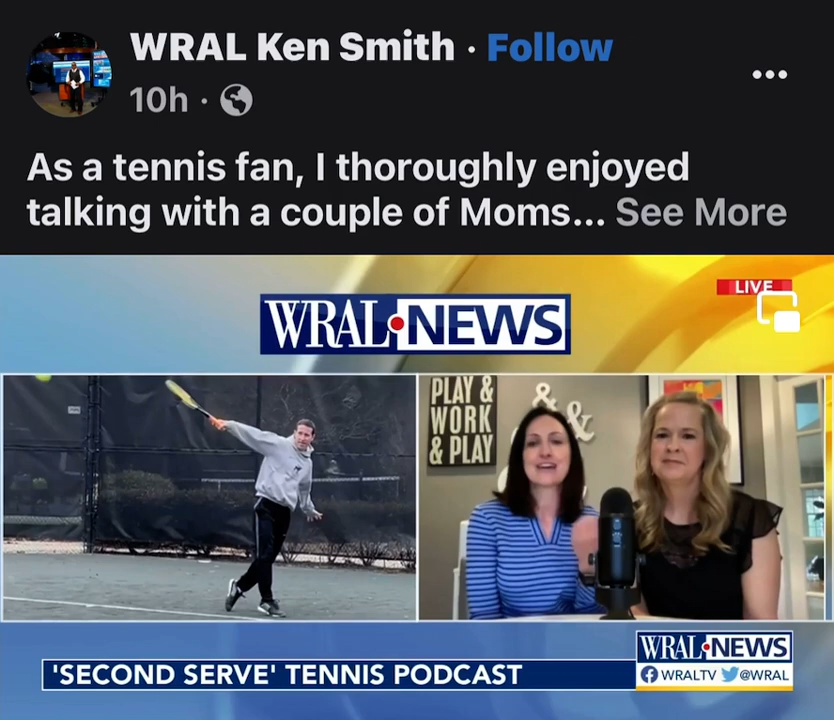 WRAL Ken Smith · Follow
10h ·
As a tennis fan, I thoroughly enjoyed
talking with a couple of Moms... See More
LIVE
WRAL NEWS
PLAY &
WORK
& PLAY
&
&
'SECOND SERVE' TENNIS PODCAST
WRAL NEWS
WRALTV @WRAL